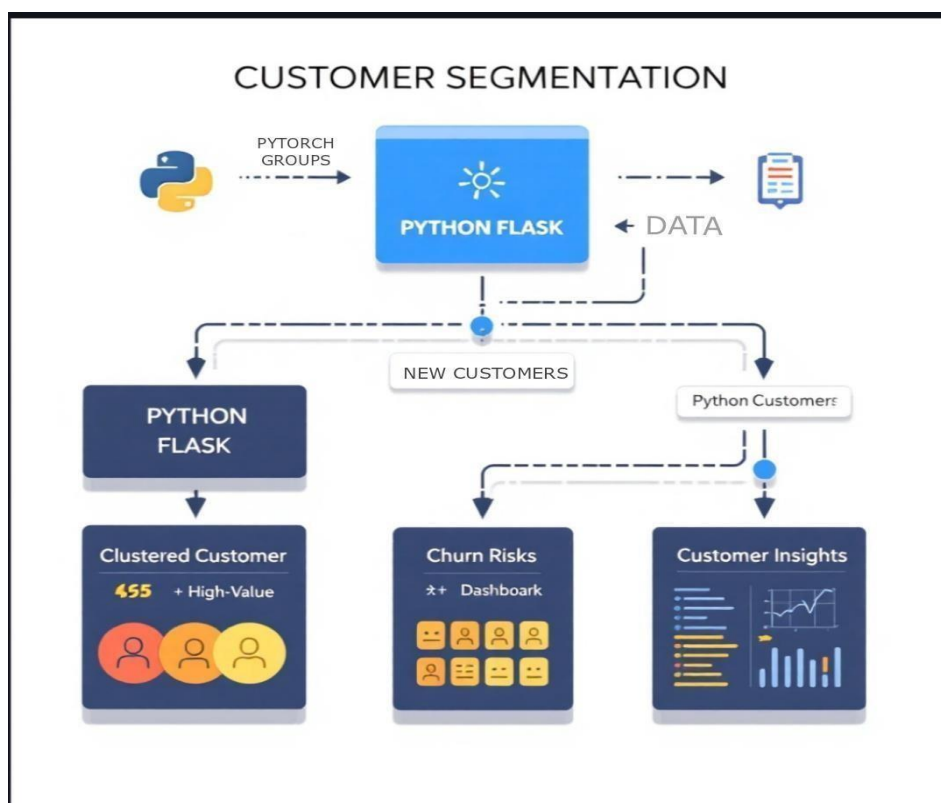 CUSTOMER SEGMENTATION
PYTORCH
GROUPS
PYTHON FLASK
DATA
NEW CUSTOMERS
PYTHON
FLASK
Python Customers
Clustered Customer
455 + High-Value
Churn Risks
+ Dashboark
Customer Insights